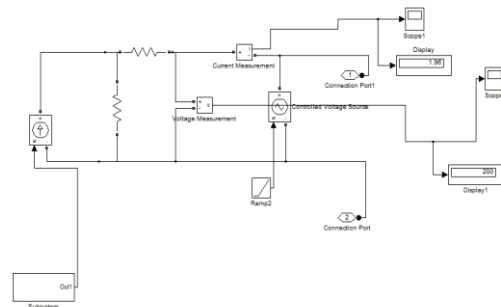 Scope1
Display
1.96
Current Measurement
1
Connection Port1
Scope
Voltage Measurement
Controlled Voltage Source
Display1
200
Ramp2
2
Connection Port
Out1